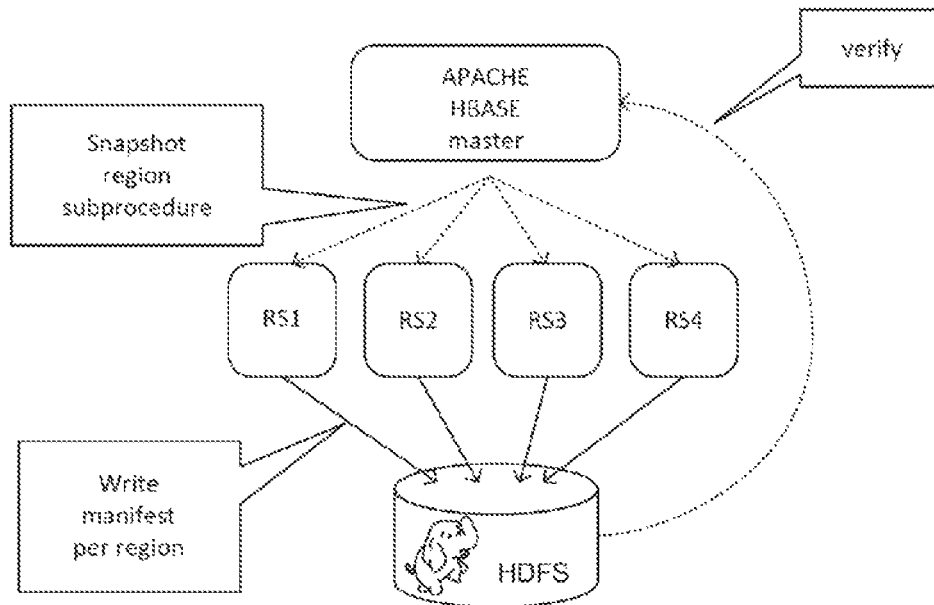 verify
APACHE
HBASE
master
Snapshot
region
subprocedure
RS1
RS2
RS3
RS4
Write
manifest
per region
HDFS